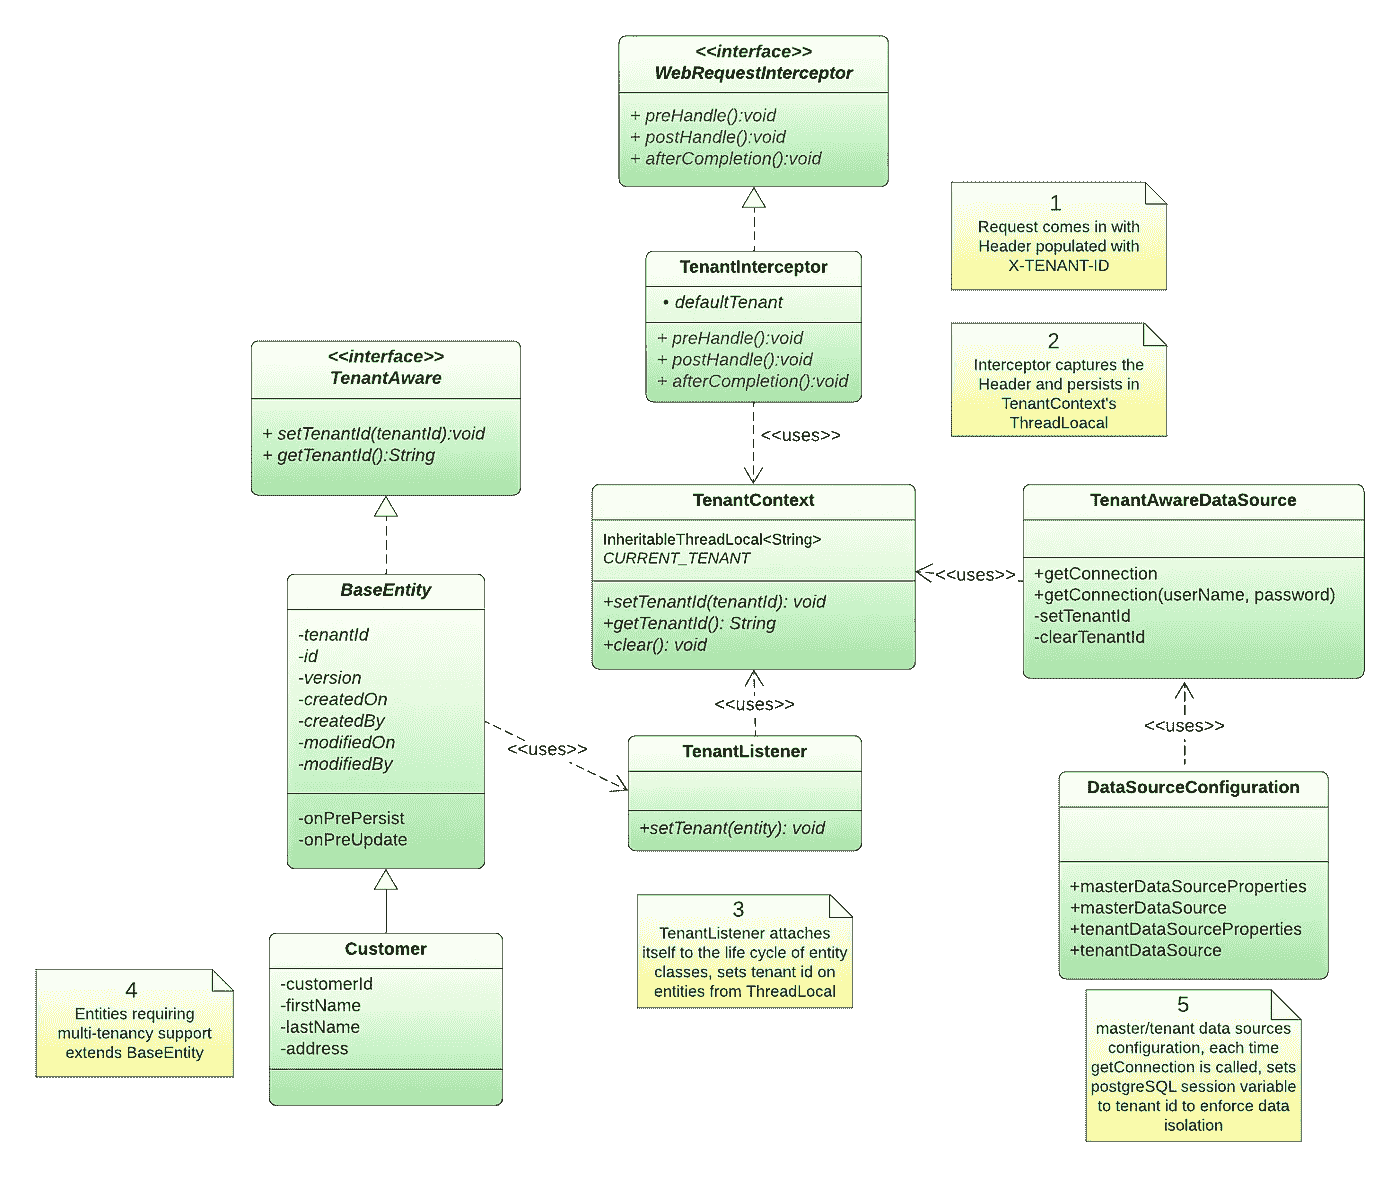 <<interface>>
WebRequestInterceptor
+ preHandle():void
+ postHandle():void
+ afterCompletion():void
1
Request comes in with
Header populated with
X-TENANT-ID
TenantInterceptor
• defaultTenant
+ preHandle():void
+ postHandle():void
+ afterCompletion():void
2
Interceptor captures the
Header and persists in
TenantContext's
ThreadLoacal
<<interface>>
TenantAware
+ setTenantId(tenantId):void
+ getTenantId():String
<<uses>>
TenantContext
InheritableThreadLocal<String>
CURRENT_TENANT
+setTenantId(tenantId): void
+getTenantId(): String
+clear(): void
<<uses>>
TenantAwareDataSource
+getConnection
+getConnection(userName, password)
-setTenantId
-clearTenantId
BaseEntity
-tenantId
-id
-version
-createdOn
-createdBy
-modifiedOn
-modifiedBy
-onPrePersist
-onPreUpdate
<<uses>>
<<uses>>
<<uses>>
TenantListener
+setTenant(entity): void
DataSourceConfiguration
+masterDataSourceProperties
+masterDataSource
+tenantDataSourceProperties
+tenantDataSource
3
TenantListener attaches
itself to the life cycle of entity
classes, sets tenant id on
entities from ThreadLocal
Customer
-customerId
-firstName
-lastName
-address
4
Entities requiring
multi-tenancy support
extends BaseEntity
5
master/tenant data sources
configuration, each time
getConnection is called, sets
postgreSQL session variable
to tenant id to enforce data
isolation